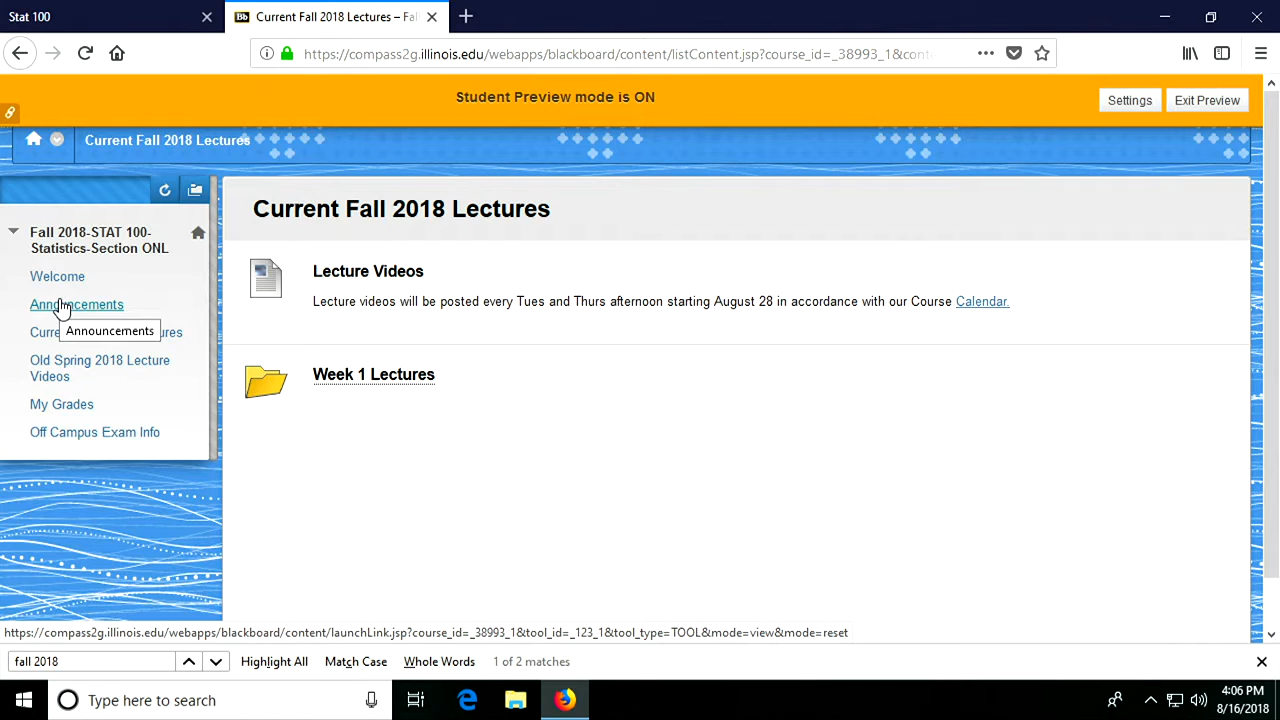 Stat 100
Current Fall 2018 Lectures – Fal
https://compass2g.illinois.edu/webapps/blackboard/content/listContent.jsp?course_id=_38993_1&conte
Student Preview mode is ON
Settings
Exit Preview
Current Fall 2018 Lectures
Current Fall 2018 Lectures
Fall 2018-STAT 100-
Statistics-Section ONL
Welcome
Announcements
Announcements
Curre
ures
Old Spring 2018 Lecture
Videos
My Grades
Off Campus Exam Info
Lecture Videos
Lecture videos will be posted every Tues and Thurs afternoon starting August 28 in accordance with our Course Calendar.
Week 1 Lectures
https://compass2g.illinois.edu/webapps/blackboard/content/launchLink.jsp?course_id=_38993_1&tool_id=_123_1&tool_type=TOOL&mode=view&mode=reset
fall 2018
Highlight All
Match Case
Whole Words
1 of 2 matches
Type here to search
4:06 PM
8/16/2018